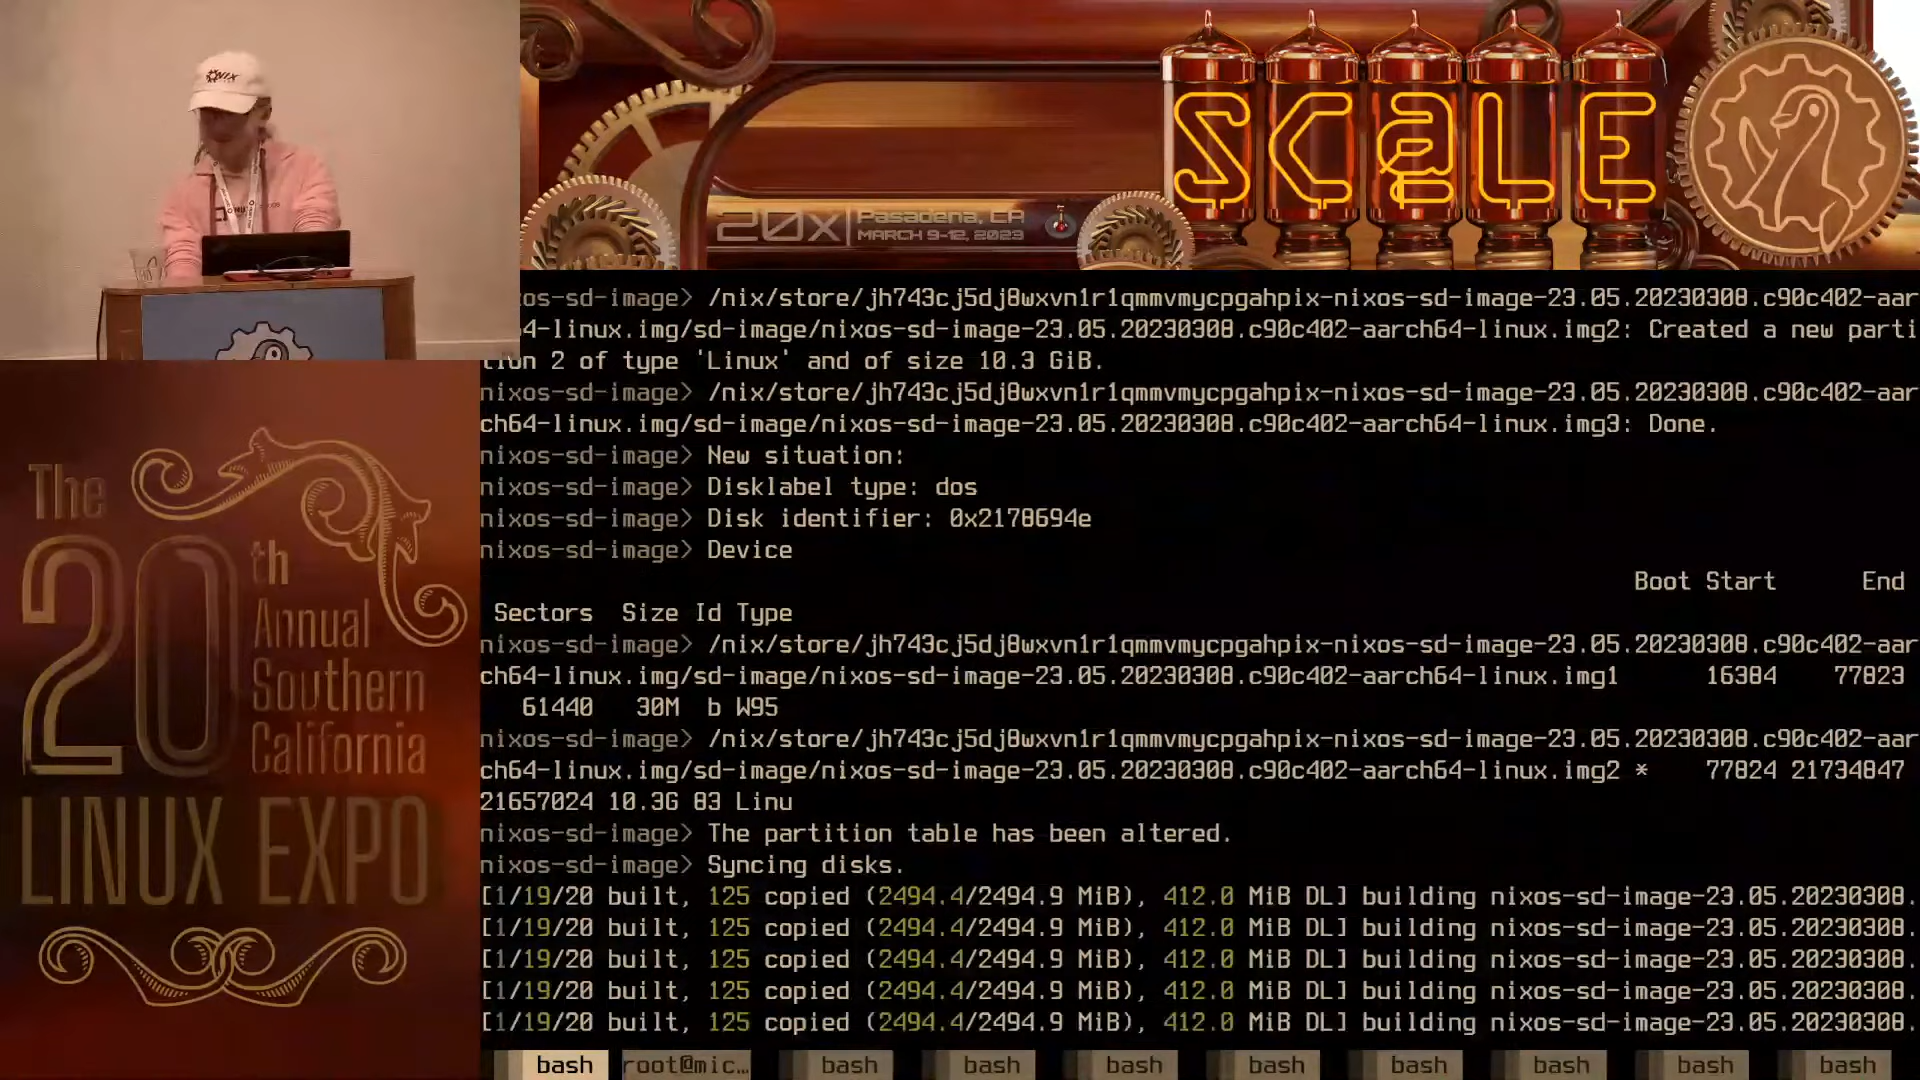 NIX
SCaLE
20x
Pasadena, CA
MARCH 9-12, 2023
The
20th
Annual
Southern
California
LINUX EXPO
os-sd-image> /nix/store/jh743cj5dj8wxvn1r1qmmvmycpgahpix-nixos-sd-image-23.05.20230308.c90c402-aar
4-linux.img/sd-image/nixos-sd-image-23.05.20230308.c90c402-aarch64-linux.img2: Created a new parti
tion 2 of type 'Linux' and of size 10.3 GiB.
nixos-sd-image> /nix/store/jh743cj5dj8wxvn1r1qmmvmycpgahpix-nixos-sd-image-23.05.20230308.c90c402-aar
ch64-linux.img/sd-image/nixos-sd-image-23.05.20230308.c90c402-aarch64-linux.img3: Done.
nixos-sd-image> New situation:
nixos-sd-image> Disklabel type: dos
nixos-sd-image> Disk identifier: 0x2178694e
nixos-sd-image> Device
Boot Start End
Sectors Size Id Type
nixos-sd-image> /nix/store/jh743cj5dj8wxvn1r1qmmvmycpgahpix-nixos-sd-image-23.05.20230308.c90c402-aar
ch64-linux.img/sd-image/nixos-sd-image-23.05.20230308.c90c402-aarch64-linux.img1 16384 77823
61440 30M b W95
nixos-sd-image> /nix/store/jh743cj5dj8wxvn1r1qmmvmycpgahpix-nixos-sd-image-23.05.20230308.c90c402-aar
ch64-linux.img/sd-image/nixos-sd-image-23.05.20230308.c90c402-aarch64-linux.img2 * 77824 21734847
21657024 10.3G 83 Linu
nixos-sd-image> The partition table has been altered.
nixos-sd-image> Syncing disks.
[1/19/20 built, 125 copied (2494.4/2494.9 MiB), 412.0 MiB DL] building nixos-sd-image-23.05.20230308.
[1/19/20 built, 125 copied (2494.4/2494.9 MiB), 412.0 MiB DL] building nixos-sd-image-23.05.20230308.
[1/19/20 built, 125 copied (2494.4/2494.9 MiB), 412.0 MiB DL] building nixos-sd-image-23.05.20230308.
[1/19/20 built, 125 copied (2494.4/2494.9 MiB), 412.0 MiB DL] building nixos-sd-image-23.05.20230308.
[1/19/20 built, 125 copied (2494.4/2494.9 MiB), 412.0 MiB DL] building nixos-sd-image-23.05.20230308.
bash root@mic… bash bash bash bash bash bash bash bash